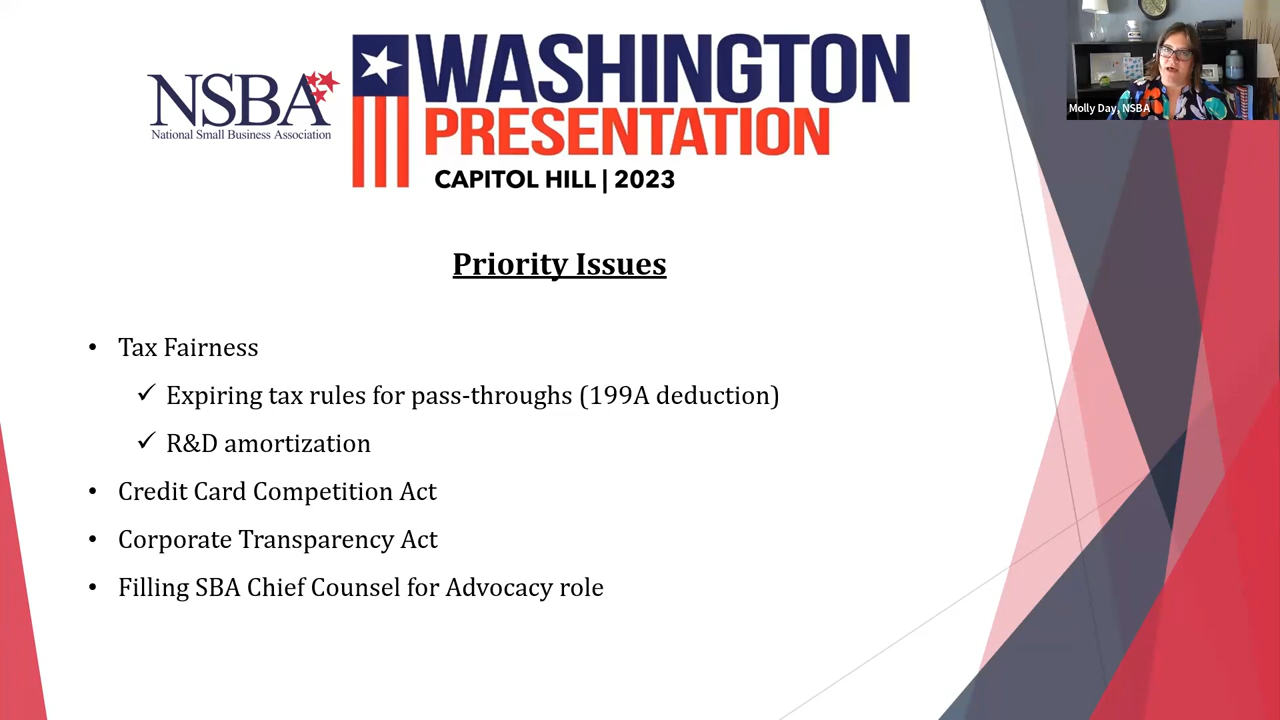 NSBA
National Small Business Association
WASHINGTON
PRESENTATION
CAPITOL HILL | 2023
Molly Day, NSBA
Priority Issues
• Tax Fairness
✓ Expiring tax rules for pass-throughs (199A deduction)
✓ R&D amortization
• Credit Card Competition Act
• Corporate Transparency Act
• Filling SBA Chief Counsel for Advocacy role